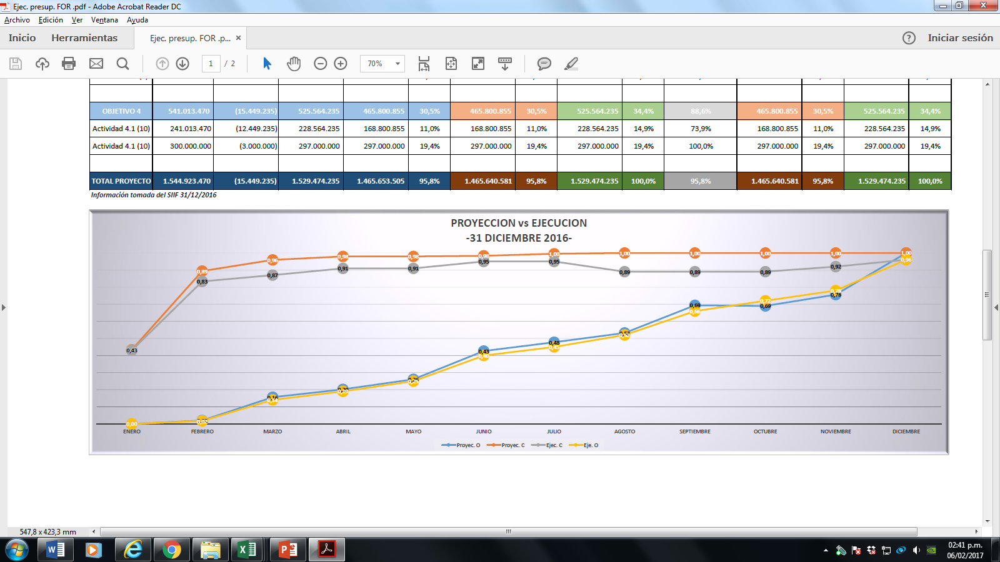 Ejec. presup. FOR .pdf - Adobe Acrobat Reader DC
Archivo Edición Ver Ventana Ayuda
Inicio Herramientas Ejec. presup. FOR .p... × Iniciar sesión
1 / 2 70%
OBJETIVO 4 541.013.470 (15.449.235) 525.564.235 465.800.855 30,5% 465.800.855 30,5% 525.564.235 34,4% 88,6% 465.800.855 30,5% 525.564.235 34,4%
Actividad 4.1 (10) 241.013.470 (12.449.235) 228.564.235 168.800.855 11,0% 168.800.855 11,0% 228.564.235 14,9% 73,9% 168.800.855 11,0% 228.564.235 14,9%
Actividad 4.1 (10) 300.000.000 (3.000.000) 297.000.000 297.000.000 19,4% 297.000.000 19,4% 297.000.000 19,4% 100,0% 297.000.000 19,4% 297.000.000 19,4%
TOTAL PROYECTO 1.544.923.470 (15.449.235) 1.529.474.235 1.465.653.505 95,8% 1.465.640.581 95,8% 1.529.474.235 100,0% 95,8% 1.465.640.581 95,8% 1.529.474.235 100,0%
Información tomada del SIIF 31/12/2016
PROYECCION vs EJECUCION
-31 DICIEMBRE 2016-
0,89 0,96 0,98 0,98 0,98 1,00 1,00 1,00 1,00 1,00 1,00
0,43 0,83 0,87 0,91 0,91 0,95 0,95 0,89 0,89 0,89 0,92 0,96
0,16 0,43 0,48 0,69 0,69 0,76
0,00 0,02 0,40 0,45 0,66 0,72
ENERO FEBRERO MARZO ABRIL MAYO JUNIO JULIO AGOSTO SEPTIEMBRE OCTUBRE NOVIEMBRE DICIEMBRE
Proyec. O Proyec. C Ejec. C Eje. O
547,8 x 423,3 mm
02:41 p.m.
06/02/2017